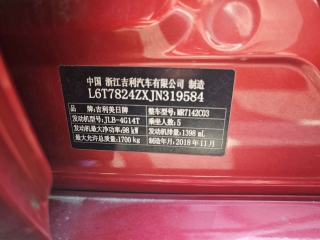 中国 浙江吉利汽车有限公司 制造
L6T7824ZXJN319584
品牌:吉利美日牌 整车型号:MR7142C03
发动机型号:JLB-4G14T 乘坐人数:5
发动机最大净功率:98 kW 发动机排量:1398 mL
最大允许总质量:1700kg 制造年月:2018 年 11月